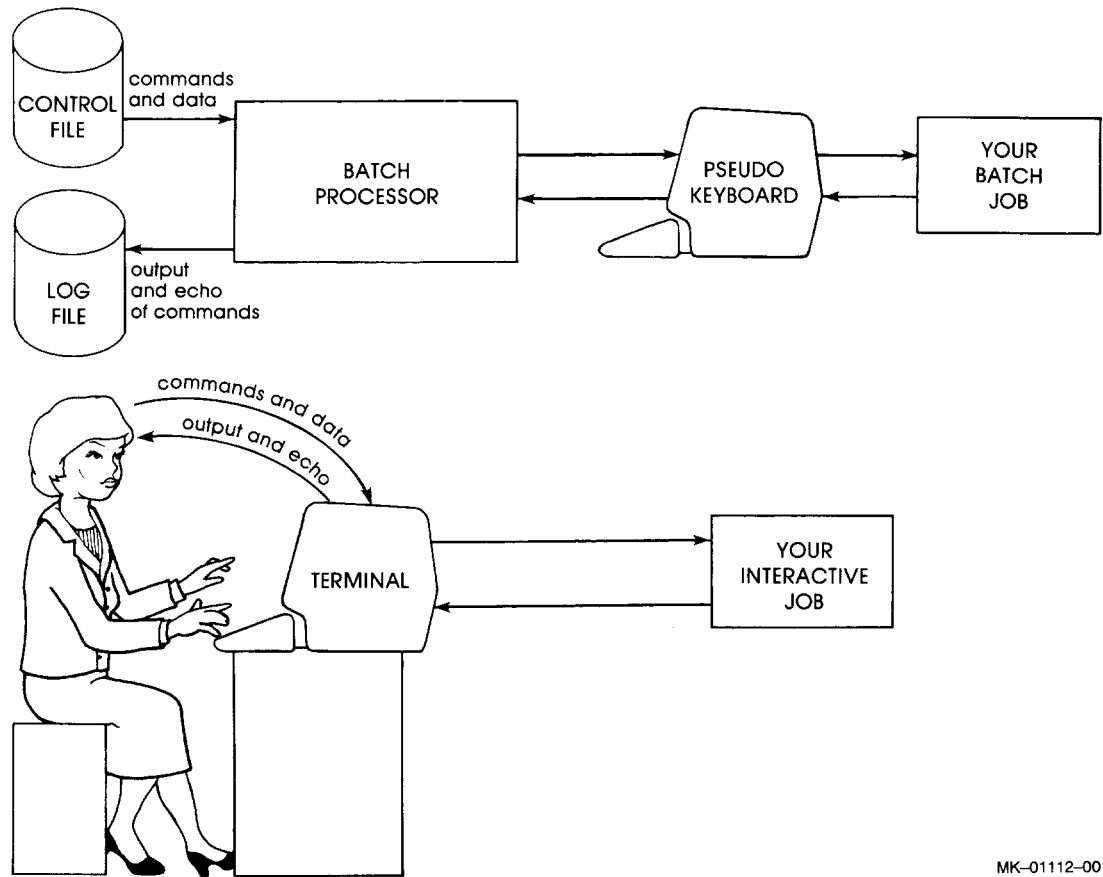 CONTROL
FILE
commands
and data
BATCH
PROCESSOR
PSEUDO
KEYBOARD
YOUR
BATCH
JOB
LOG
FILE
output
and echo
of commands
commands and data
output and echo
TERMINAL
YOUR
INTERACTIVE
JOB
MK–01112–00